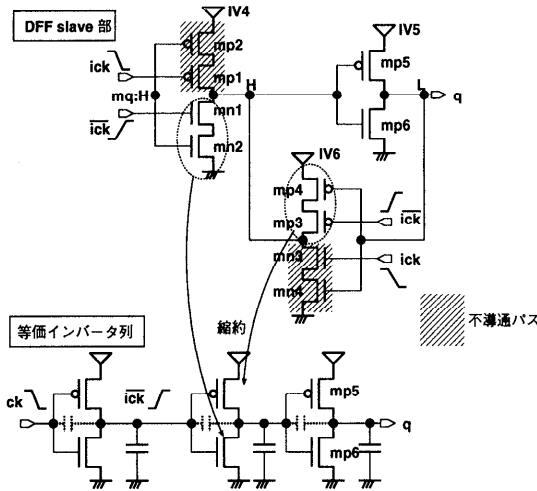 DFF slave 部
IV4
IV5
mp2
mp5
ick
mp1
H
L
q
mq:H
mn1
mp6
ick
mn2
IV6
mp4
mp3
ick
mn3
ick
mn4
不溝通パス
等価インバータ列
縮約
ck
ick
mp5
q
mp6